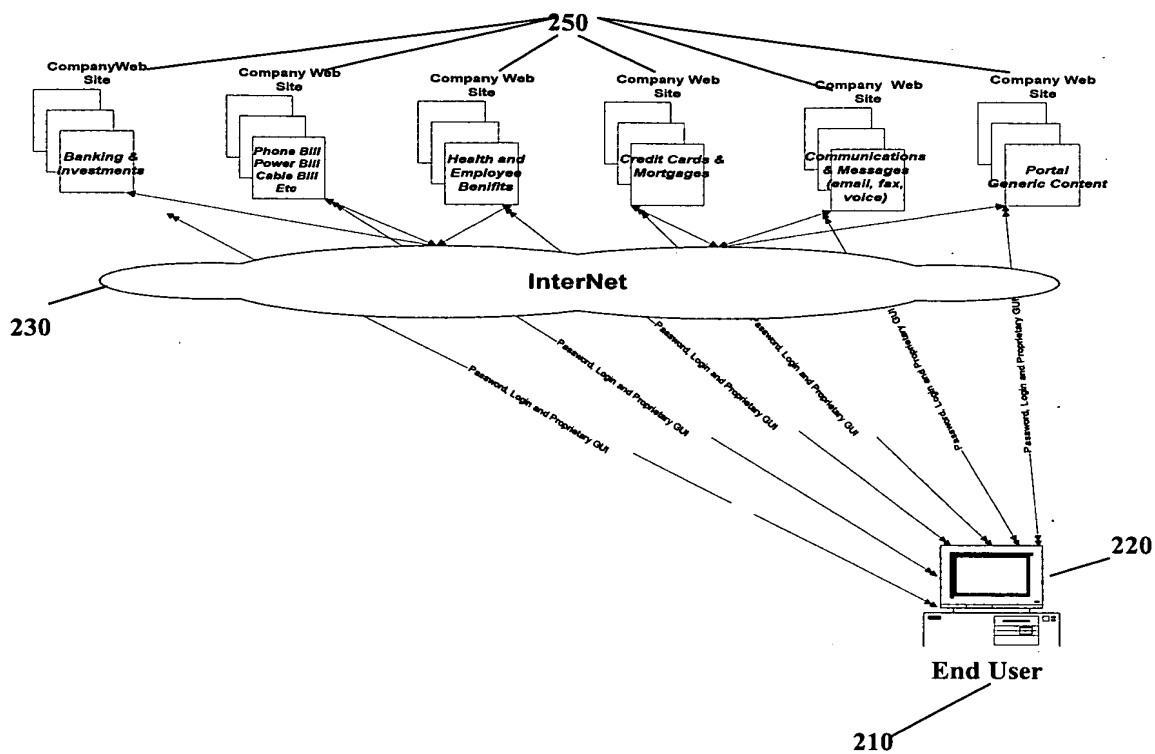 250
CompanyWeb
Site
Company Web
Site
Company Web
Site
Company Web
Site
Company Web
Site
Company Web
Site
Banking &
Investments
Phone Bill
Power Bill
Cable Bill
Etc
Health and
Employee
Benifits
Credit Cards &
Mortgages
Communications
& Messages
(email, fax,
voice)
Portal
Generic Content
InterNet
230
Password, Login and Proprietary GUI
Password, Login and Proprietary GUI
Password, Login and Proprietary GUI
Password, Login and Proprietary GUI
Password, Login and Proprietary GUI
Password, Login and Proprietary GUI
220
End User
210